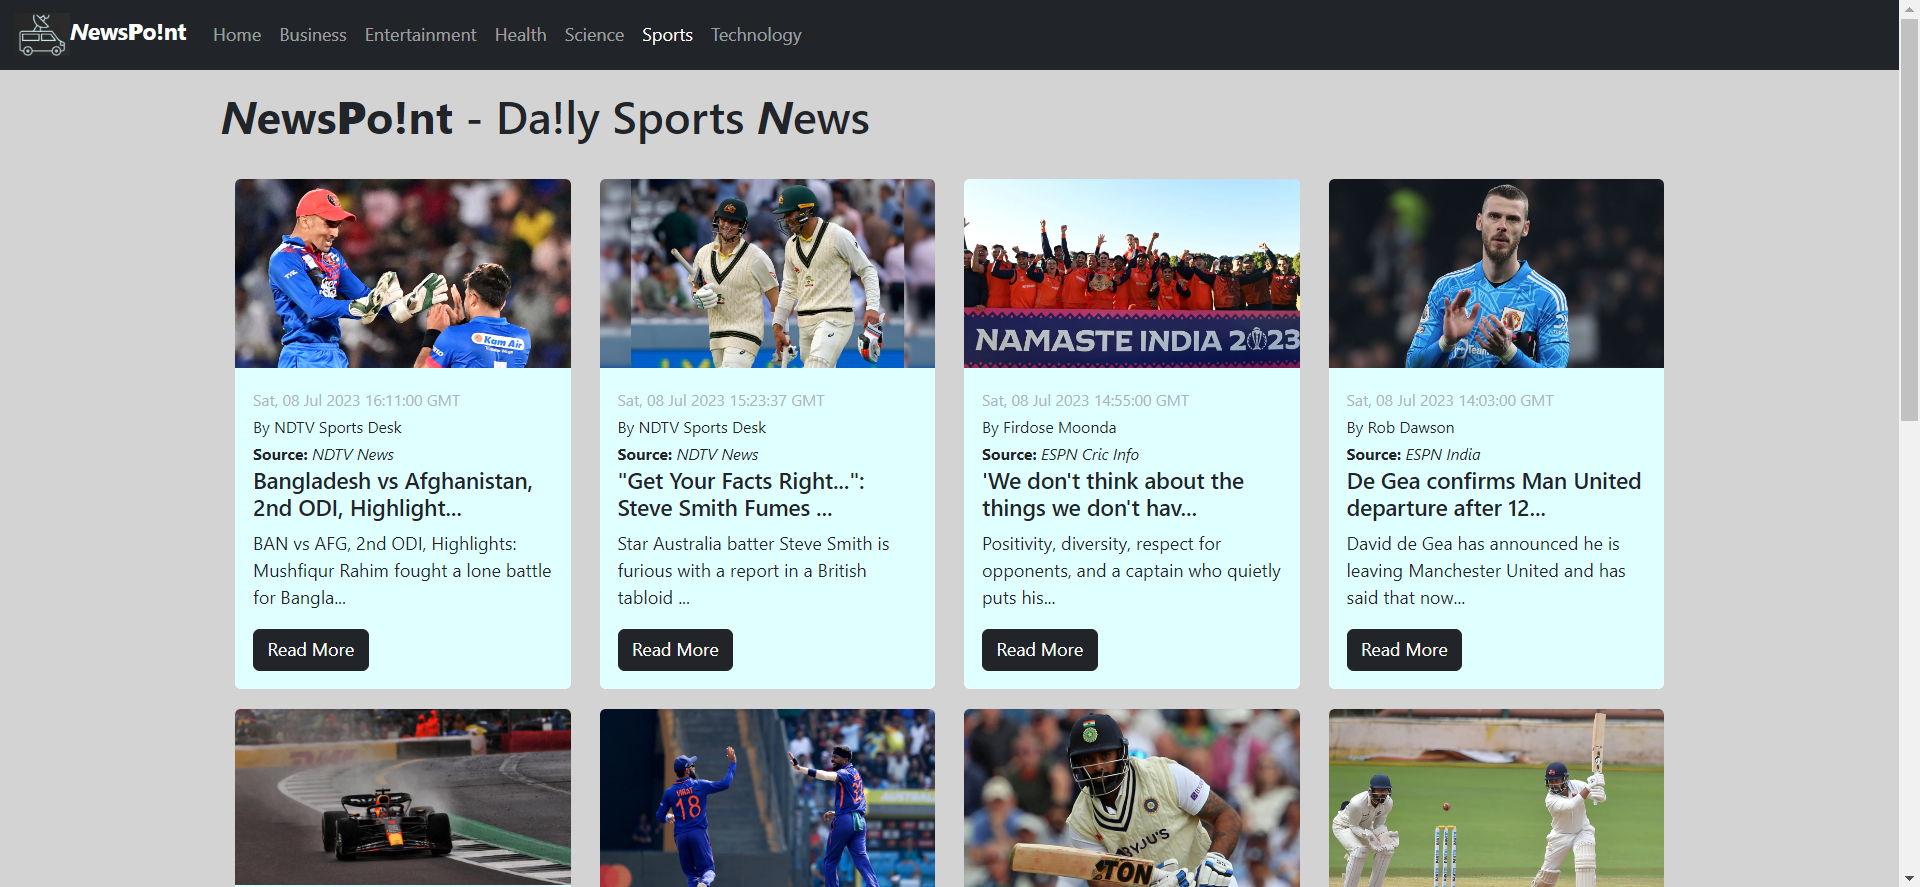 NewsPo!nt Home Business Entertainment Health Science Sports Technology
NewsPo!nt - Da!ly Sports News
Kam Air
NAMASTE INDIA 2023
Team
Sat, 08 Jul 2023 16:11:00 GMT
By NDTV Sports Desk
Source: NDTV News
Bangladesh vs Afghanistan,
2nd ODI, Highlight...
BAN vs AFG, 2nd ODI, Highlights:
Mushfiqur Rahim fought a lone battle
for Bangla...
Read More
Sat, 08 Jul 2023 15:23:37 GMT
By NDTV Sports Desk
Source: NDTV News
"Get Your Facts Right...":
Steve Smith Fumes ...
Star Australia batter Steve Smith is
furious with a report in a British
tabloid ...
Read More
Sat, 08 Jul 2023 14:55:00 GMT
By Firdose Moonda
Source: ESPN Cric Info
'We don't think about the
things we don't hav...
Positivity, diversity, respect for
opponents, and a captain who quietly
puts his...
Read More
Sat, 08 Jul 2023 14:03:00 GMT
By Rob Dawson
Source: ESPN India
De Gea confirms Man United
departure after 12...
David de Gea has announced he is
leaving Manchester United and has
said that now...
Read More
VIRAT
18
BYJU'S
TON